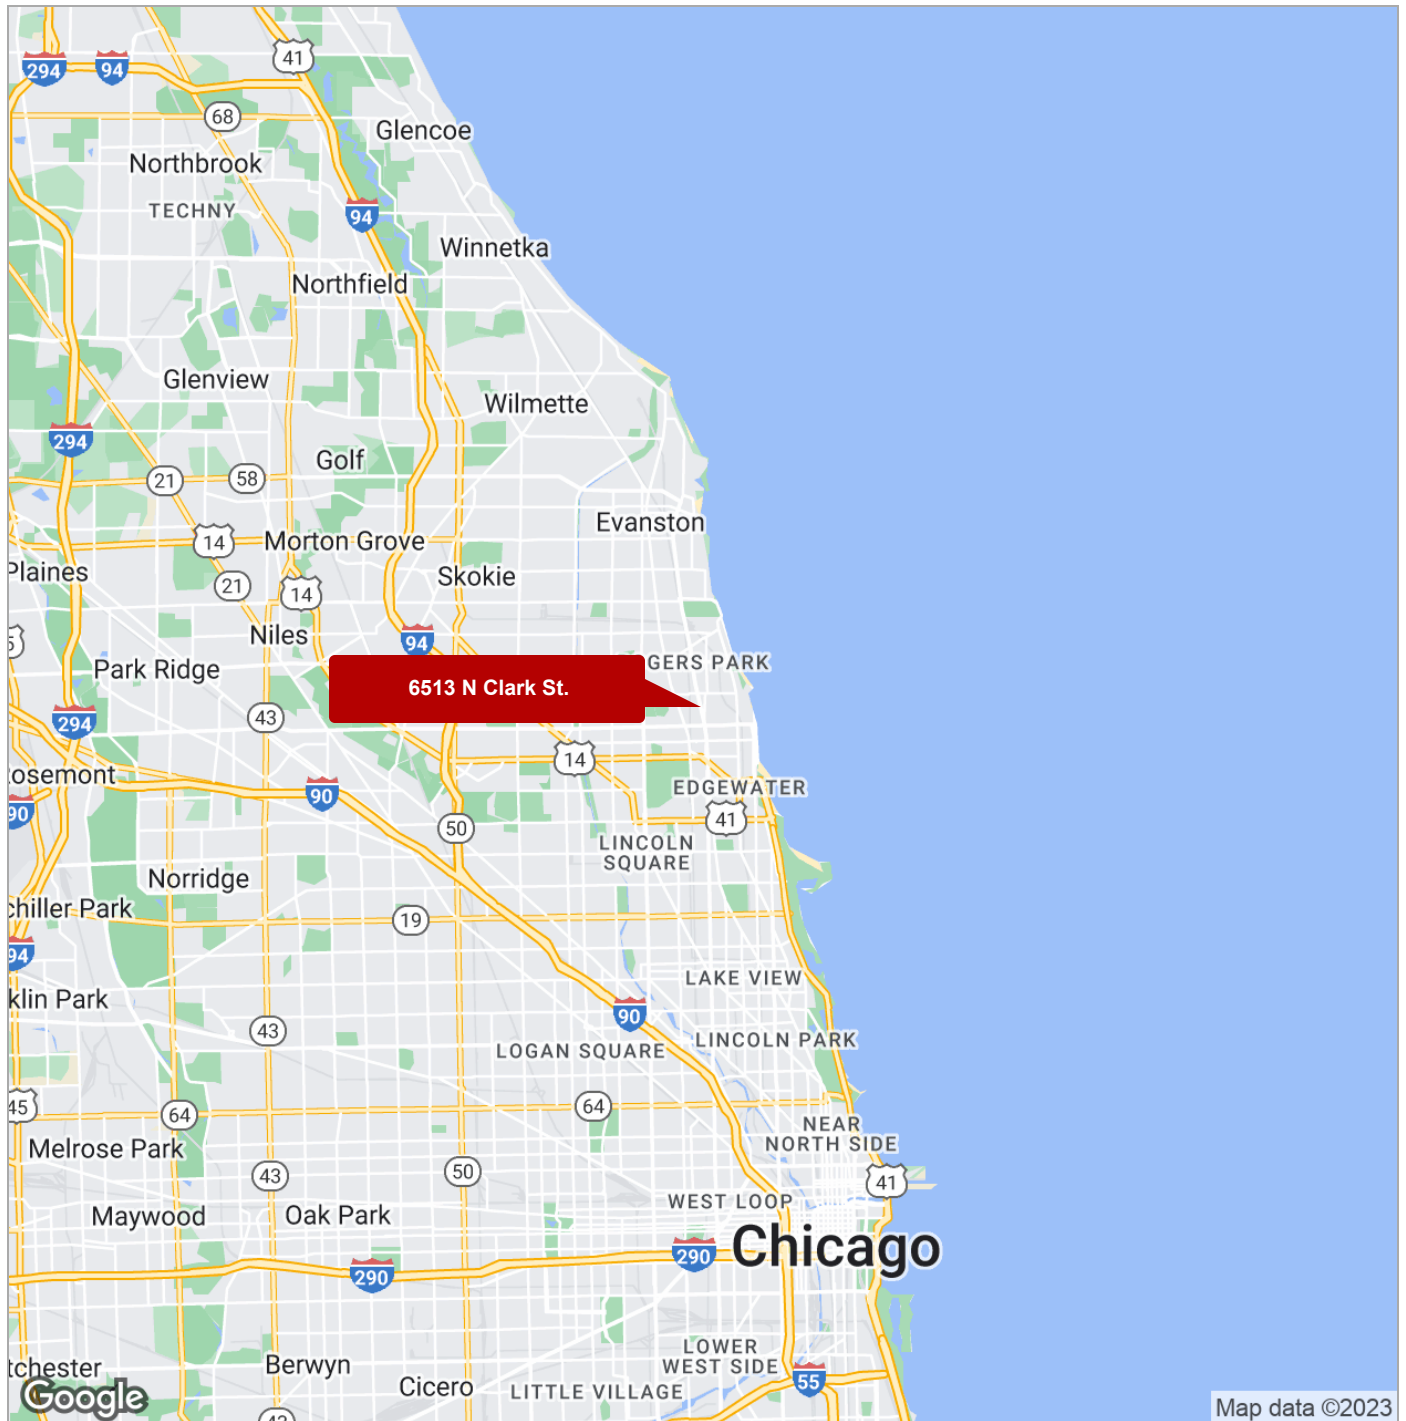 41
294
94
68
Glencoe
Northbrook
TECHNY
94
Winnetka
Northfield
Glenview
Wilmette
294
Golf
21
58
Evanston
14
Morton Grove
Plaines
Skokie
21
14
Niles
94
GERS PARK
Park Ridge
6513 N Clark St.
43
294
14
osemont
EDGEWATER
90
90
41
50
LINCOLN
SQUARE
Norridge
chiller Park
19
94
LAKE VIEW
klin Park
90
43
LINCOLN PARK
LOGAN SQUARE
45
64
64
NEAR
NORTH SIDE
Melrose Park
43
50
41
WEST LOOP
Maywood
Oak Park
Chicago
290
290
LOWER
WEST SIDE
tchester
Berwyn
55
Cicero
LITTLE VILLAGE
Google
Map data ©2023